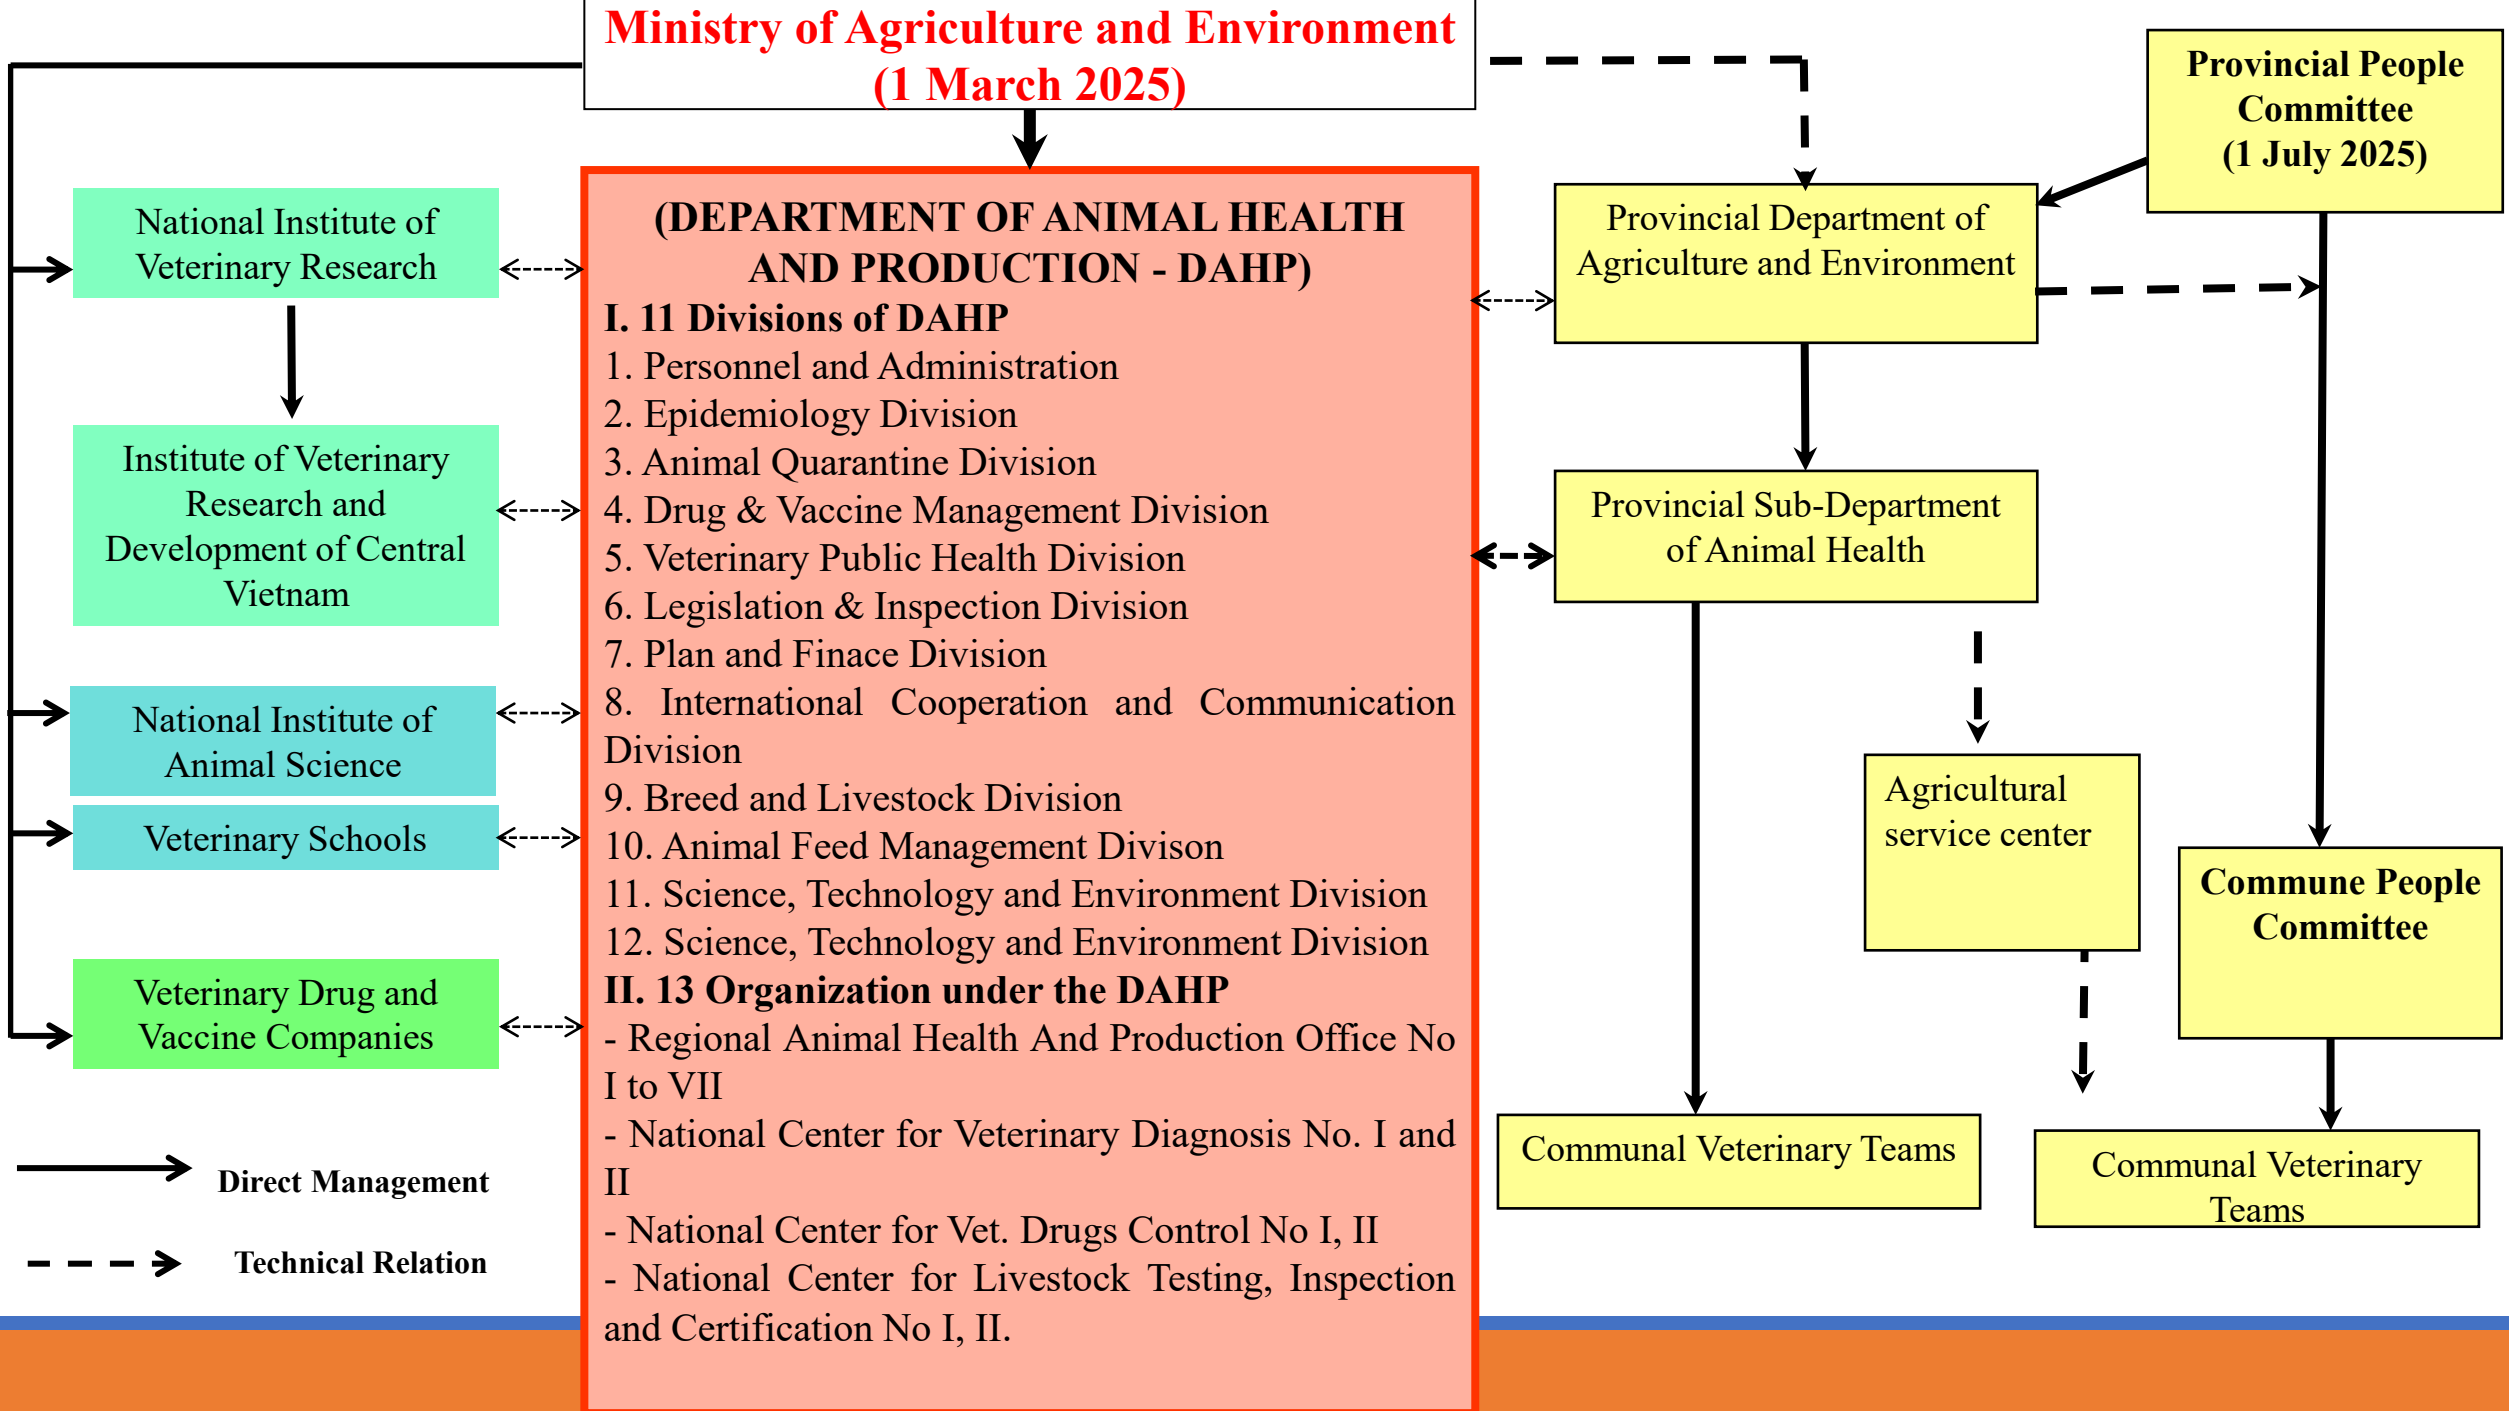 Ministry of Agriculture and Environment
(1 March 2025)
Provincial People
Committee
(1 July 2025)
National Institute of
Veterinary Research
Institute of Veterinary
Research and
Development of Central
Vietnam
National Institute of
Animal Science
Veterinary Schools
Veterinary Drug and
Vaccine Companies
Direct Management
Technical Relation
(DEPARTMENT OF ANIMAL HEALTH
AND PRODUCTION - DAHP)
I. 11 Divisions of DAHP
1. Personnel and Administration
2. Epidemiology Division
3. Animal Quarantine Division
4. Drug & Vaccine Management Division
5. Veterinary Public Health Division
6. Legislation & Inspection Division
7. Plan and Finace Division
8. International Cooperation and Communication
Division
9. Breed and Livestock Division
10. Animal Feed Management Divison
11. Science, Technology and Environment Division
12. Science, Technology and Environment Division
II. 13 Organization under the DAHP
- Regional Animal Health And Production Office No
I to VII
- National Center for Veterinary Diagnosis No. I and
II
- National Center for Vet. Drugs Control No I, II
- National Center for Livestock Testing, Inspection
and Certification No I, II.
Provincial Department of
Agriculture and Environment
Provincial Sub-Department
of Animal Health
Agricultural
service center
Commune People
Committee
Communal Veterinary Teams
Communal Veterinary
Teams